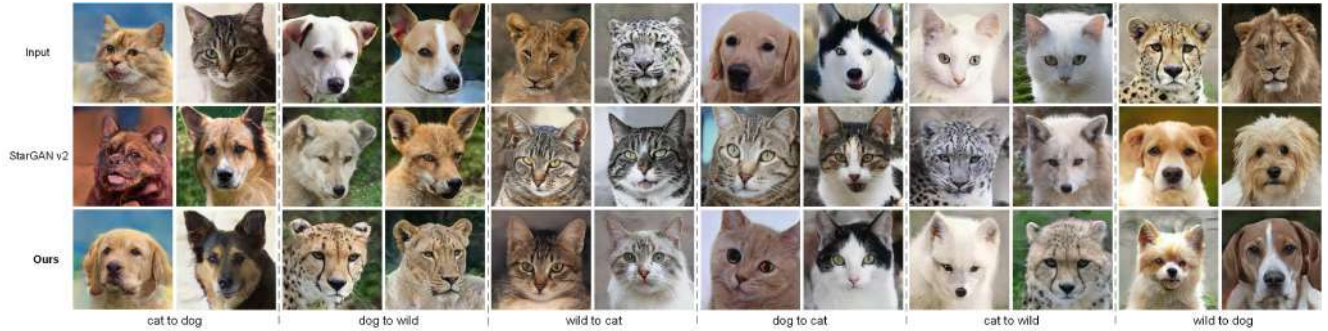 Input
StarGAN v2
Ours
cat to dog
dog to wild
wild to cat
dog to cat
cat to wild
wild to dog